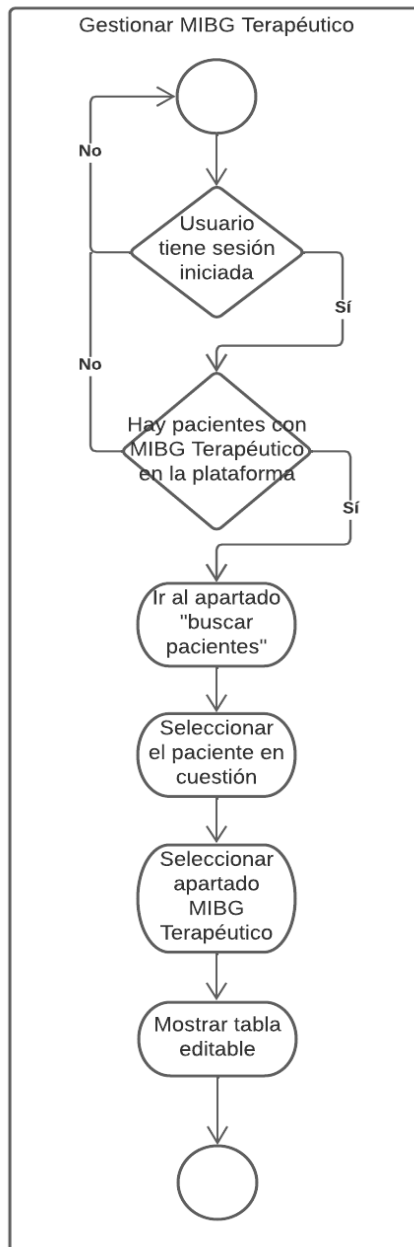 Gestionar MIBG Terapéutico
No
Usuario
tiene sesión
iniciada
Sí
No
Hay pacientes con
MIBG Terapéutico
en la plataforma
Sí
Ir al apartado
"buscar
pacientes"
Seleccionar
el paciente en
cuestión
Seleccionar
apartado
MIBG
Terapéutico
Mostrar tabla
editable